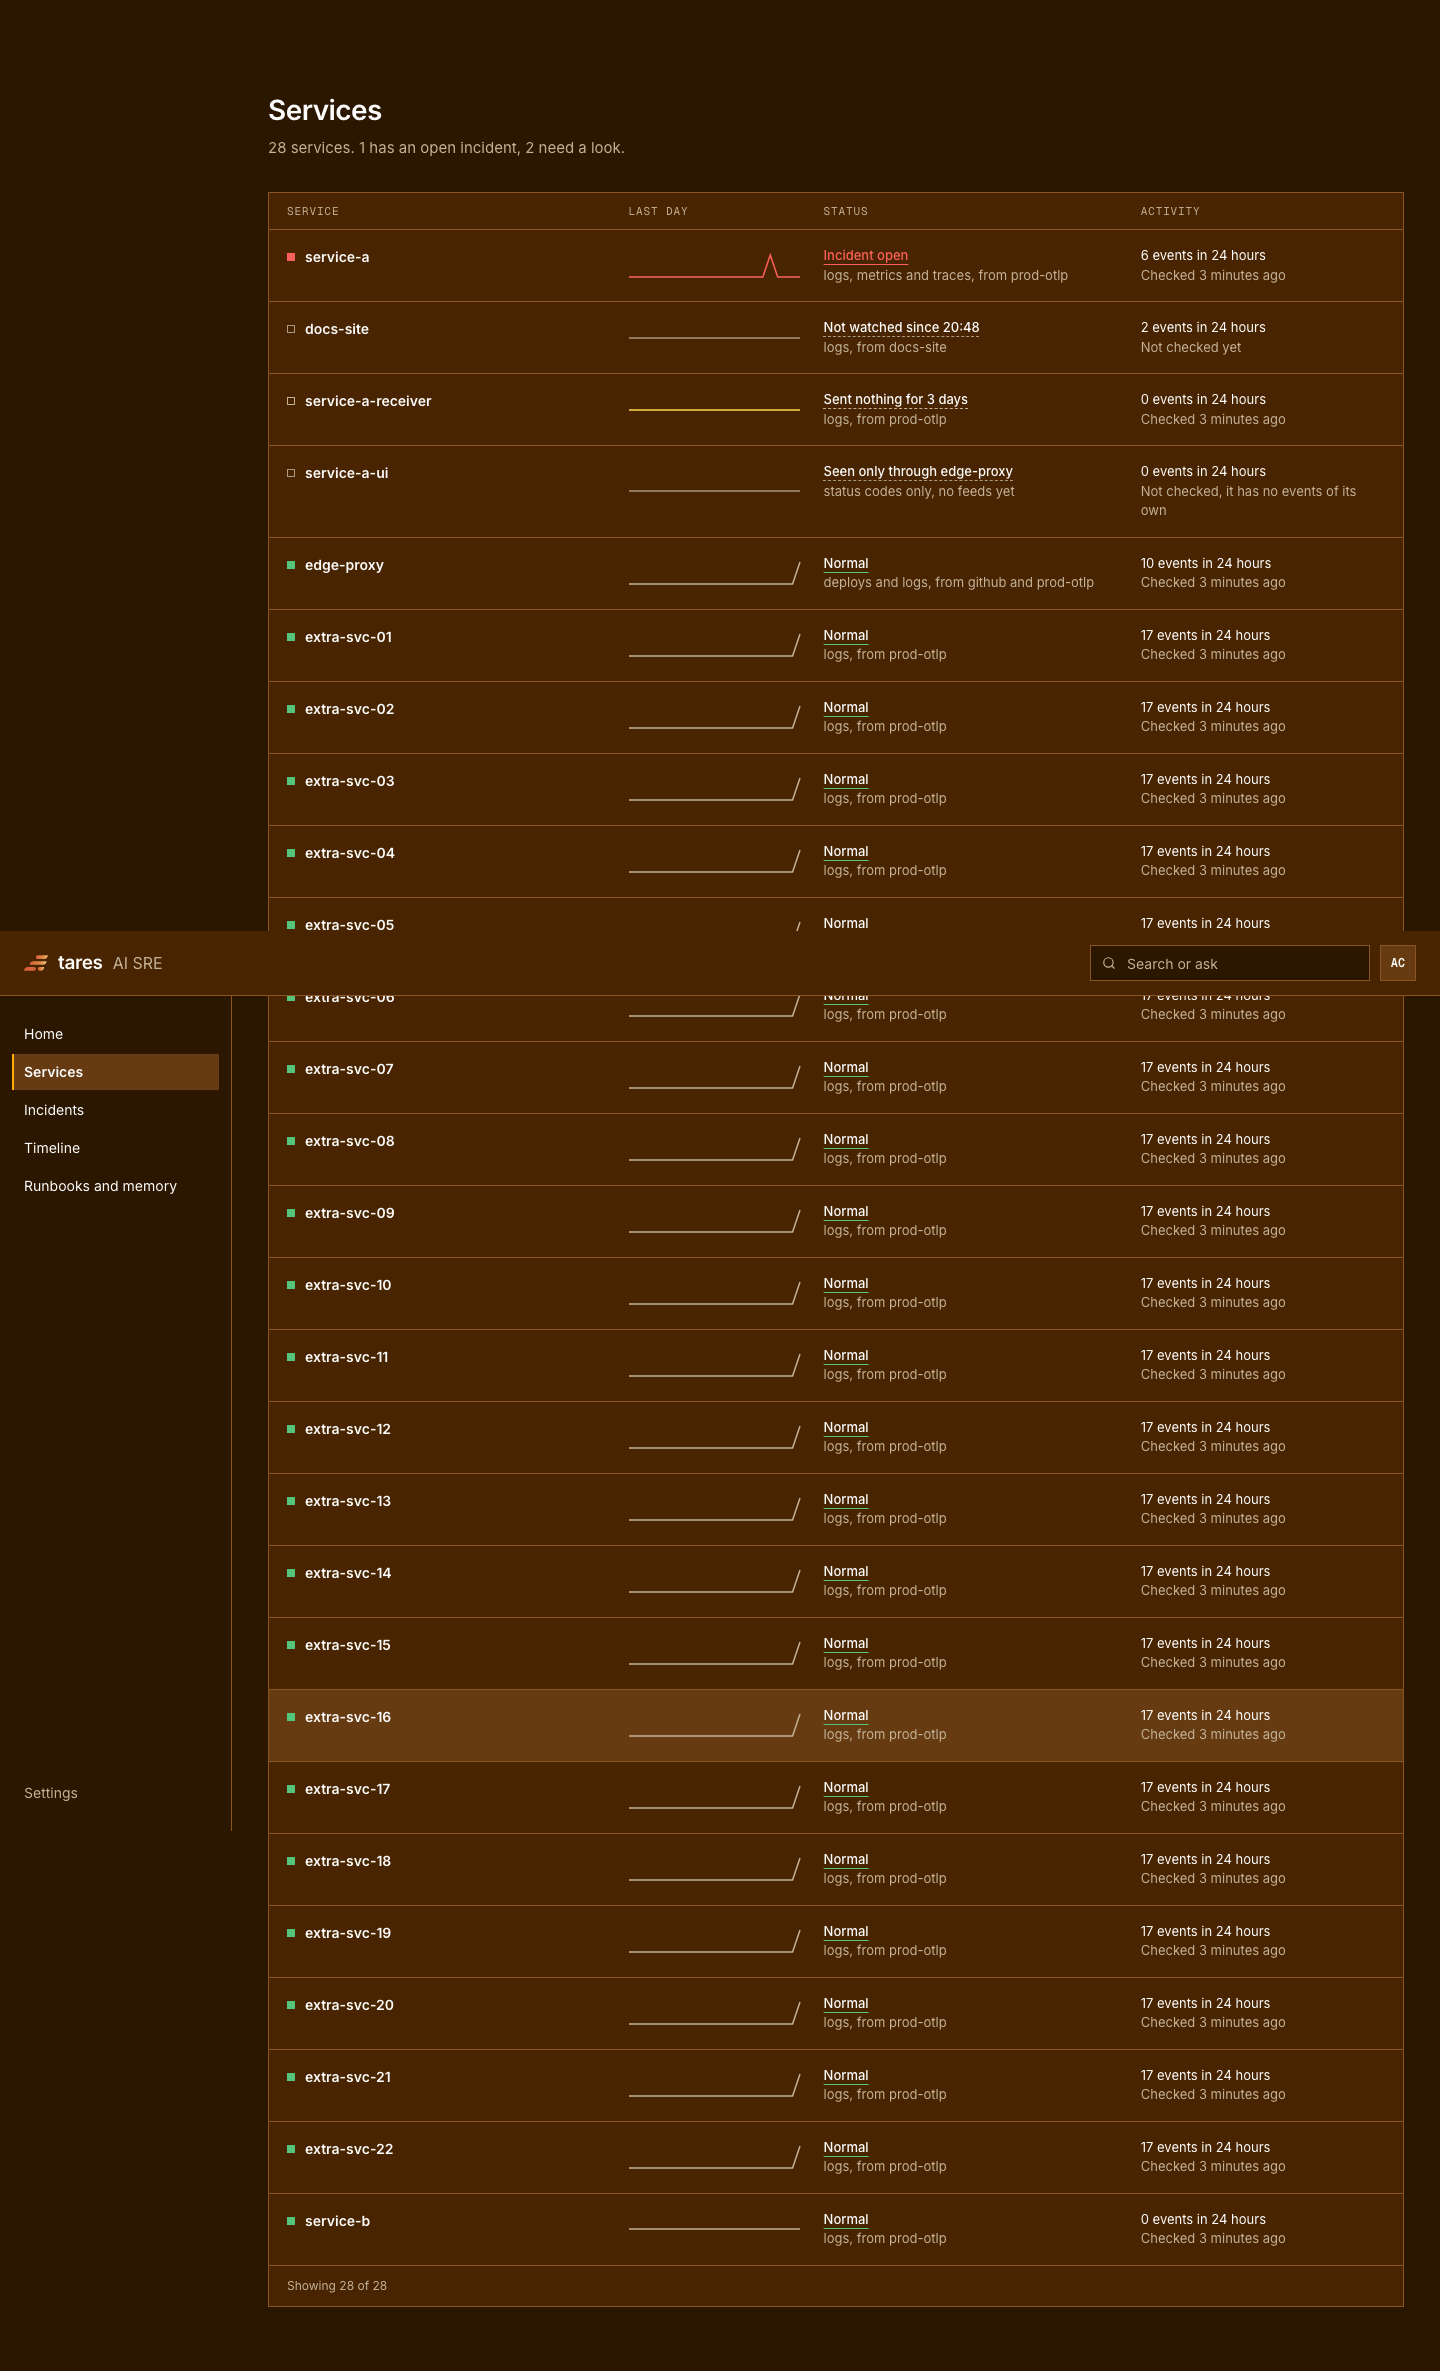 Services
28 services. 1 has an open incident, 2 need a look.
SERVICE LAST DAY STATUS ACTIVITY
service-a Incident open 6 events in 24 hours
logs, metrics and traces, from prod-otlp Checked 3 minutes ago
docs-site Not watched since 20:48 2 events in 24 hours
logs, from docs-site Not checked yet
service-a-receiver Sent nothing for 3 days 0 events in 24 hours
logs, from prod-otlp Checked 3 minutes ago
service-a-ui Seen only through edge-proxy 0 events in 24 hours
status codes only, no feeds yet Not checked, it has no events of its
own
edge-proxy Normal 10 events in 24 hours
deploys and logs, from github and prod-otlp Checked 3 minutes ago
extra-svc-01 Normal 17 events in 24 hours
logs, from prod-otlp Checked 3 minutes ago
extra-svc-02 Normal 17 events in 24 hours
logs, from prod-otlp Checked 3 minutes ago
extra-svc-03 Normal 17 events in 24 hours
logs, from prod-otlp Checked 3 minutes ago
extra-svc-04 Normal 17 events in 24 hours
logs, from prod-otlp Checked 3 minutes ago
extra-svc-05 Normal 17 events in 24 hours
tares AI SRE Search or ask AC
extra-svc-06 Normal 17 events in 24 hours
logs, from prod-otlp Checked 3 minutes ago
Home
Services
Incidents
Timeline
Runbooks and memory
Settings
extra-svc-07 Normal 17 events in 24 hours
logs, from prod-otlp Checked 3 minutes ago
extra-svc-08 Normal 17 events in 24 hours
logs, from prod-otlp Checked 3 minutes ago
extra-svc-09 Normal 17 events in 24 hours
logs, from prod-otlp Checked 3 minutes ago
extra-svc-10 Normal 17 events in 24 hours
logs, from prod-otlp Checked 3 minutes ago
extra-svc-11 Normal 17 events in 24 hours
logs, from prod-otlp Checked 3 minutes ago
extra-svc-12 Normal 17 events in 24 hours
logs, from prod-otlp Checked 3 minutes ago
extra-svc-13 Normal 17 events in 24 hours
logs, from prod-otlp Checked 3 minutes ago
extra-svc-14 Normal 17 events in 24 hours
logs, from prod-otlp Checked 3 minutes ago
extra-svc-15 Normal 17 events in 24 hours
logs, from prod-otlp Checked 3 minutes ago
extra-svc-16 Normal 17 events in 24 hours
logs, from prod-otlp Checked 3 minutes ago
extra-svc-17 Normal 17 events in 24 hours
logs, from prod-otlp Checked 3 minutes ago
extra-svc-18 Normal 17 events in 24 hours
logs, from prod-otlp Checked 3 minutes ago
extra-svc-19 Normal 17 events in 24 hours
logs, from prod-otlp Checked 3 minutes ago
extra-svc-20 Normal 17 events in 24 hours
logs, from prod-otlp Checked 3 minutes ago
extra-svc-21 Normal 17 events in 24 hours
logs, from prod-otlp Checked 3 minutes ago
extra-svc-22 Normal 17 events in 24 hours
logs, from prod-otlp Checked 3 minutes ago
service-b Normal 0 events in 24 hours
logs, from prod-otlp Checked 3 minutes ago
Showing 28 of 28